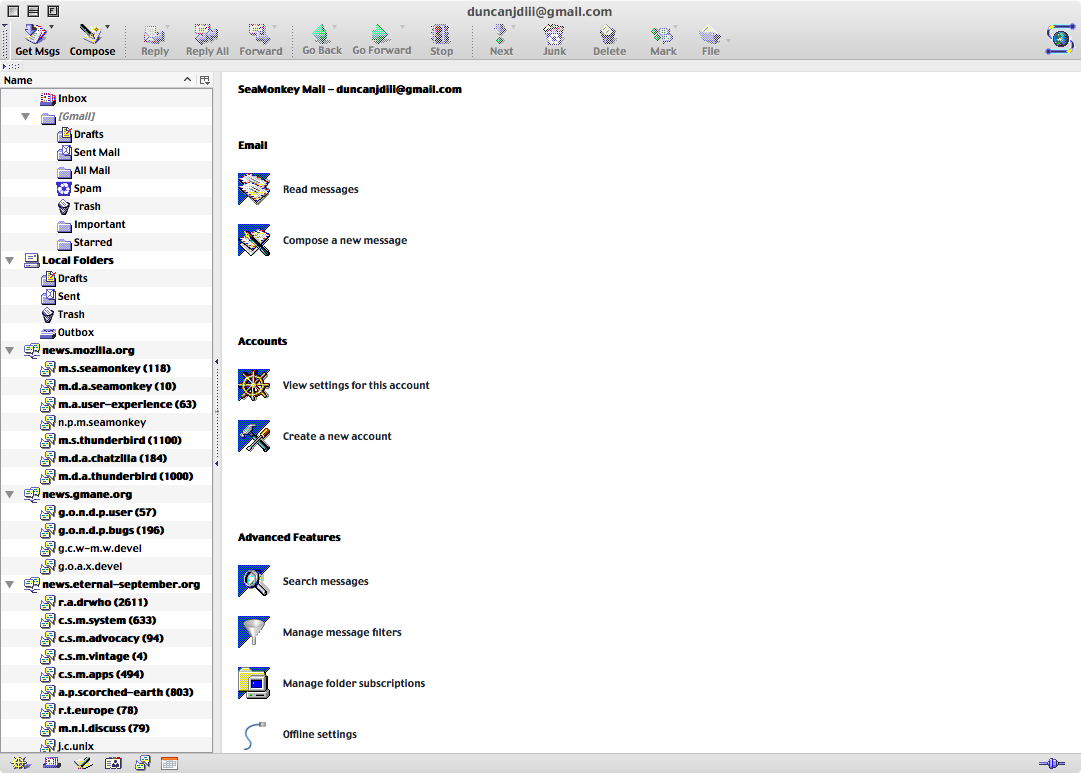 duncanjdiii@gmail.com
Get Msgs Compose Reply Reply All Forward Go Back Go Forward Stop Next Junk Delete Mark File
Name
Inbox
[Gmail]
Drafts
Sent Mail
All Mail
Spam
Trash
Important
Starred
Local Folders
Drafts
Sent
Trash
Outbox
news.mozilla.org
m.s.seamonkey (118)
m.d.a.seamonkey (10)
m.a.user-experience (63)
n.p.m.seamonkey
m.s.thunderbird (1100)
m.d.a.chatzilla (184)
m.d.a.thunderbird (1000)
news.gmane.org
g.o.n.d.p.user (57)
g.o.n.d.p.bugs (196)
g.c.w-m.w.devel
g.o.a.x.devel
news.eternal-september.org
r.a.drwho (2611)
c.s.m.system (633)
c.s.m.advocacy (94)
c.s.m.vintage (4)
c.s.m.apps (494)
a.p.scorched-earth (803)
r.t.europe (78)
m.n.i.discuss (79)
j.c.unix
SeaMonkey Mail - duncanjdiii@gmail.com
Email
Read messages
Compose a new message
Accounts
View settings for this account
Create a new account
Advanced Features
Search messages
Manage message filters
Manage folder subscriptions
Offline settings